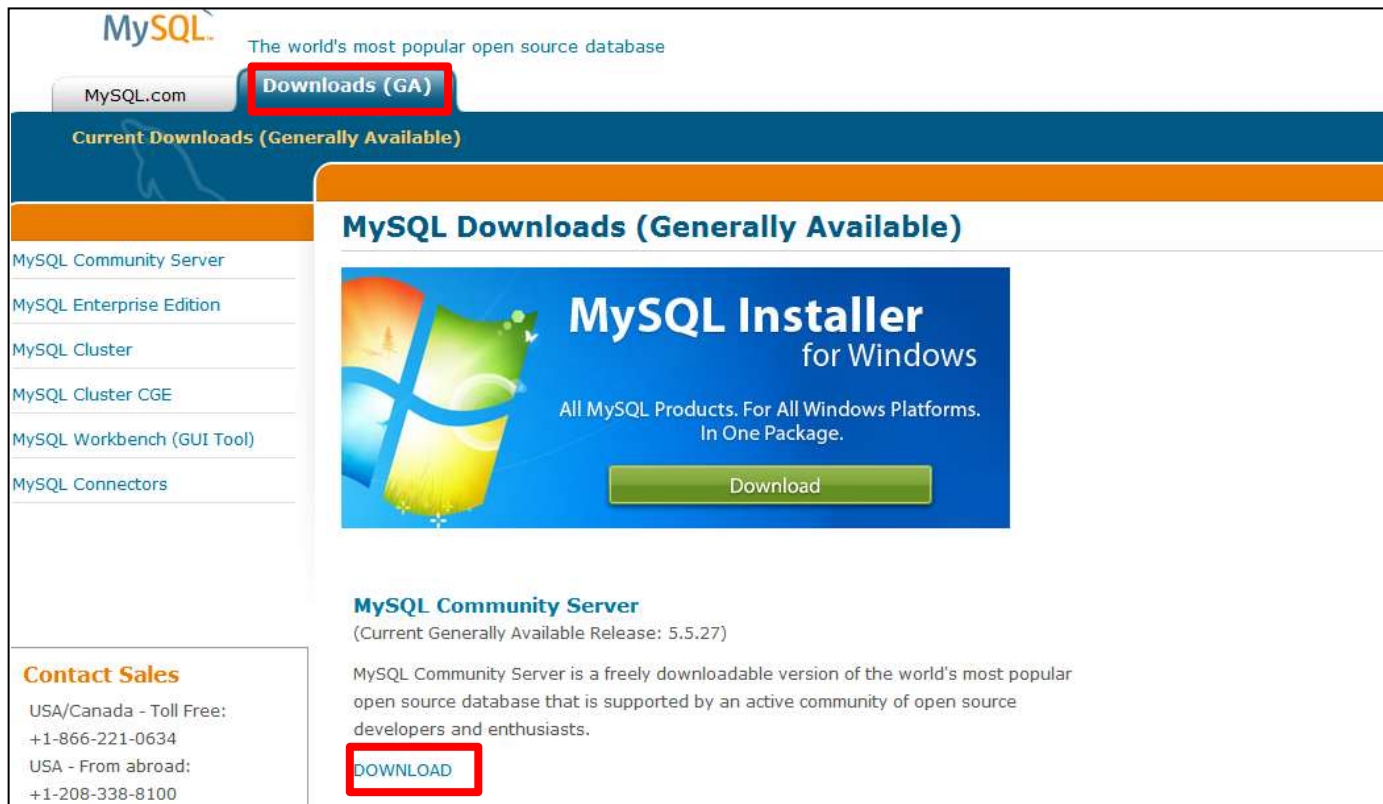 MySQL.
The world's most popular open source database
MySQL.com
Downloads (GA)
Current Downloads (Generally Available)
MySQL Downloads (Generally Available)
MySQL Community Server
MySQL Enterprise Edition
MySQL Cluster
MySQL Cluster CGE
MySQL Workbench (GUI Tool)
MySQL Connectors
MySQL Installer
for Windows
All MySQL Products. For All Windows Platforms.
In One Package.
Download
MySQL Community Server
(Current Generally Available Release: 5.5.27)
MySQL Community Server is a freely downloadable version of the world's most popular
open source database that is supported by an active community of open source
developers and enthusiasts.
DOWNLOAD
Contact Sales
USA/Canada - Toll Free:
+1-866-221-0634
USA - From abroad:
+1-208-338-8100